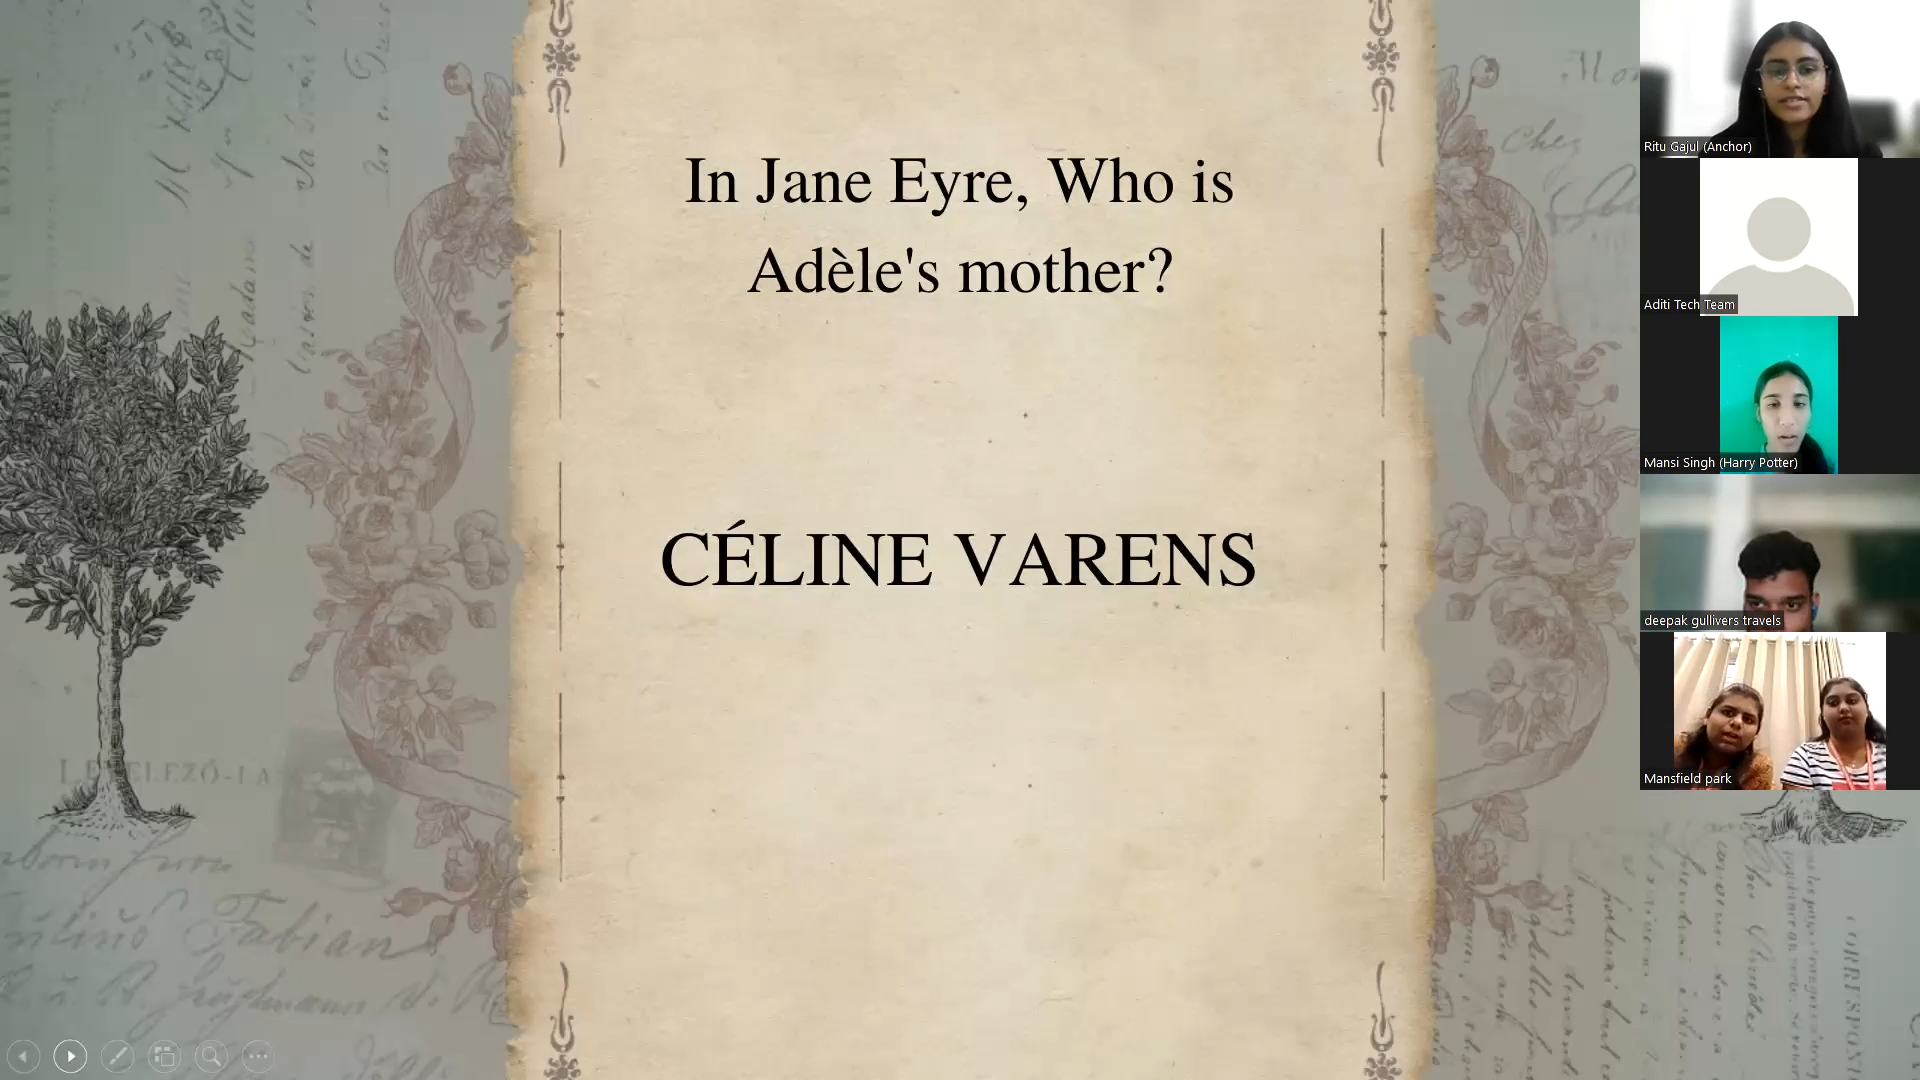 In Jane Eyre, Who is
Adèle's mother?
CÉLINE VARENS
Ritu Gajul (Anchor)
Aditi Tech Team
Mansi Singh (Harry Potter)
deepak gullivers travels
Mansfield park